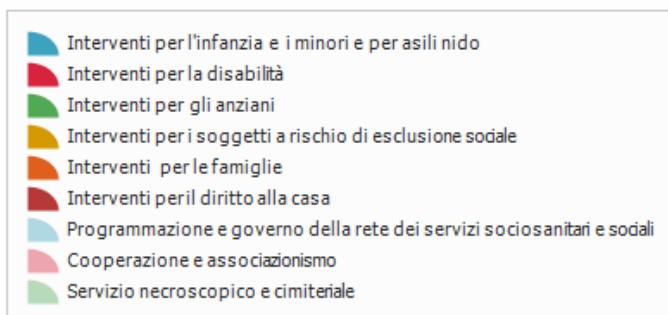 Interventi per l'infanzia e i minori e per asili nido
Interventi per la disabilità
Interventi per gli anziani
Interventi per i soggetti a rischio di esclusione sociale
Interventi per le famiglie
Interventi per il diritto alla casa
Programmazione e governo della rete dei servizi sociosanitari e sociali
Cooperazione e associazionismo
Servizio necroscopico e cimiteriale